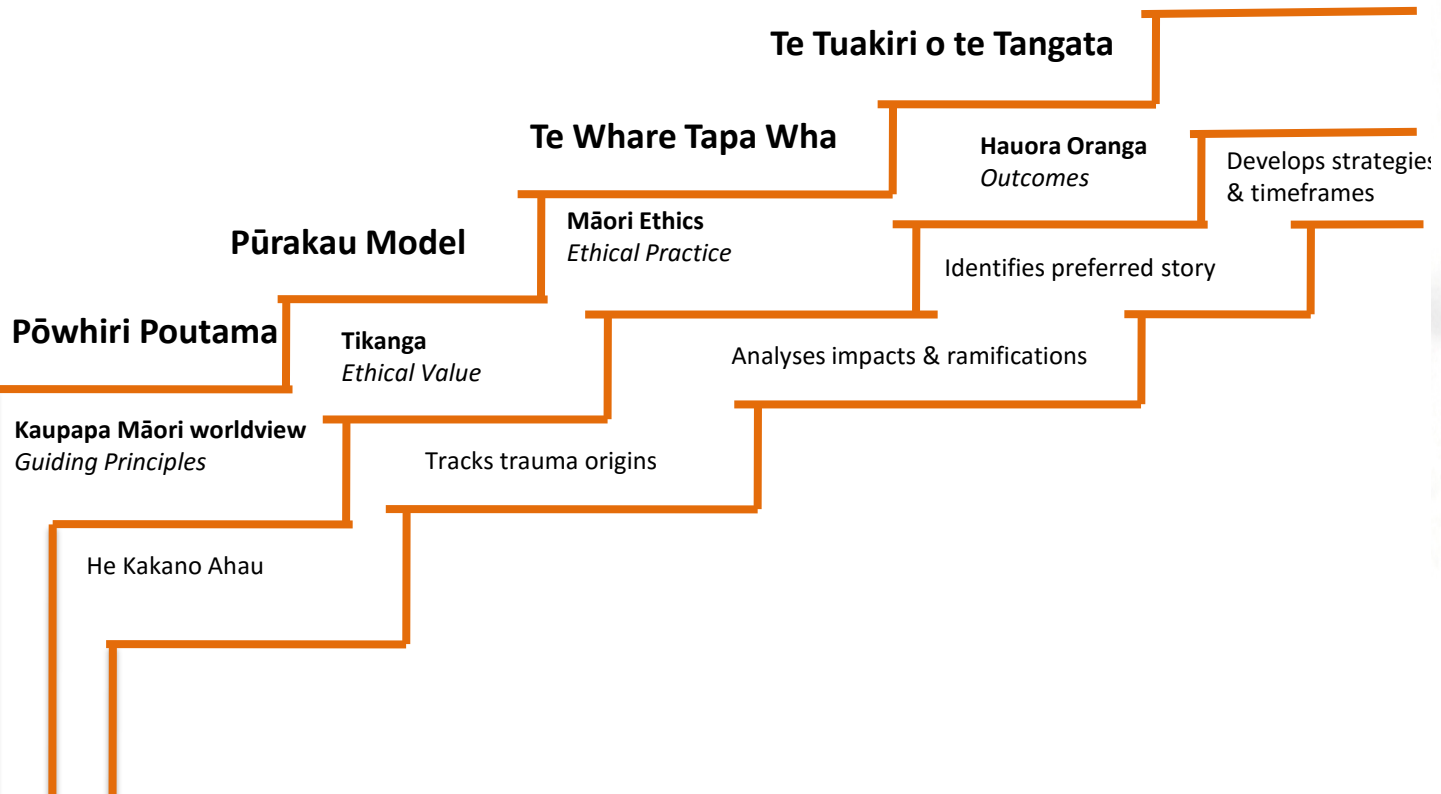 Te Tuakiri o te Tangata
Te Whare Tapa Wha
Pūrakau Model
Pōwhiri Poutama
Hauora Oranga
Outcomes
Develops strategies
& timeframes
Māori Ethics
Ethical Practice
Identifies preferred story
Tikanga
Ethical Value
Analyses impacts & ramifications
Kaupapa Māori worldview
Guiding Principles
Tracks trauma origins
He Kakano Ahau